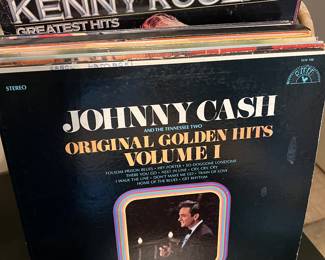 KENNY ROG
GREATEST HITS
STEREO
SUN
JOHNNY CASH
AND THE TENNESSEE TWO
ORIGINAL GOLDEN HITS
VOLUME I
FOLSOM PRISON BLUES • HEY PORTER • SO DOGGONE LONESOME
THERE YOU GO • NEXT IN LINE • CRY, CRY, CRY
I WALK THE LINE • DON'T MAKE ME GO • TRAIN OF LOVE
HOME OF THE BLUES • GET RHYTHM